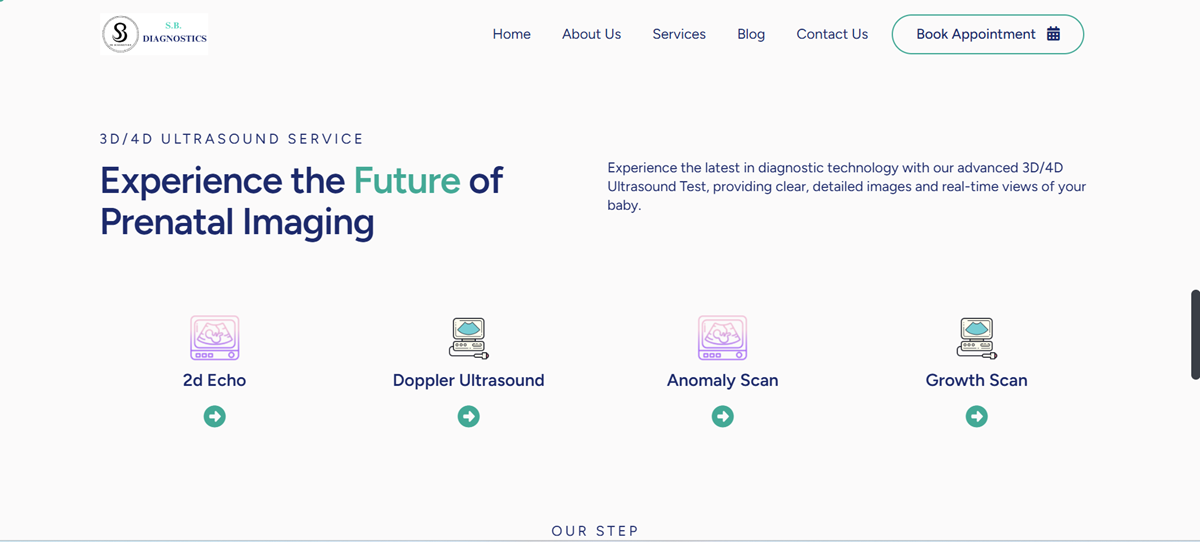 S.B.
DIAGNOSTICS
Home
About Us
Services
Blog
Contact Us
Book Appointment
3D/4D ULTRASOUND SERVICE
Experience the Future of
Prenatal Imaging
Experience the latest in diagnostic technology with our advanced 3D/4D
Ultrasound Test, providing clear, detailed images and real-time views of your
baby.
2d Echo
Doppler Ultrasound
Anomaly Scan
Growth Scan
OUR STEP